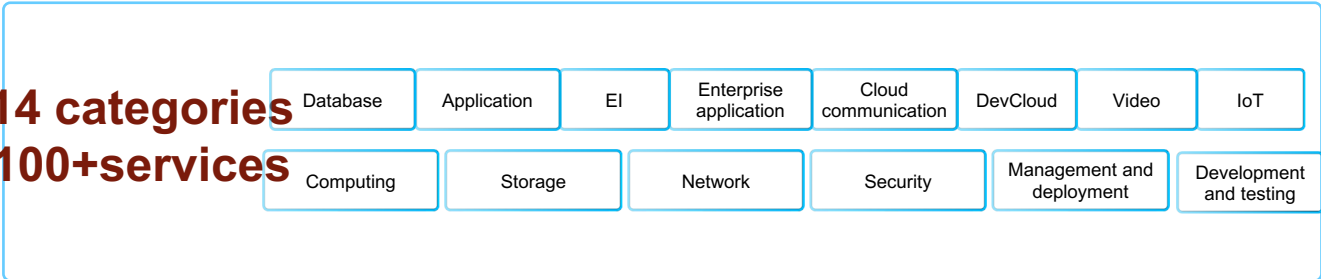 14 categories
100+services
Database
Application
EI
Enterprise
application
Cloud
communication
DevCloud
Video
IoT
Computing
Storage
Network
Security
Management and
deployment
Development
and testing